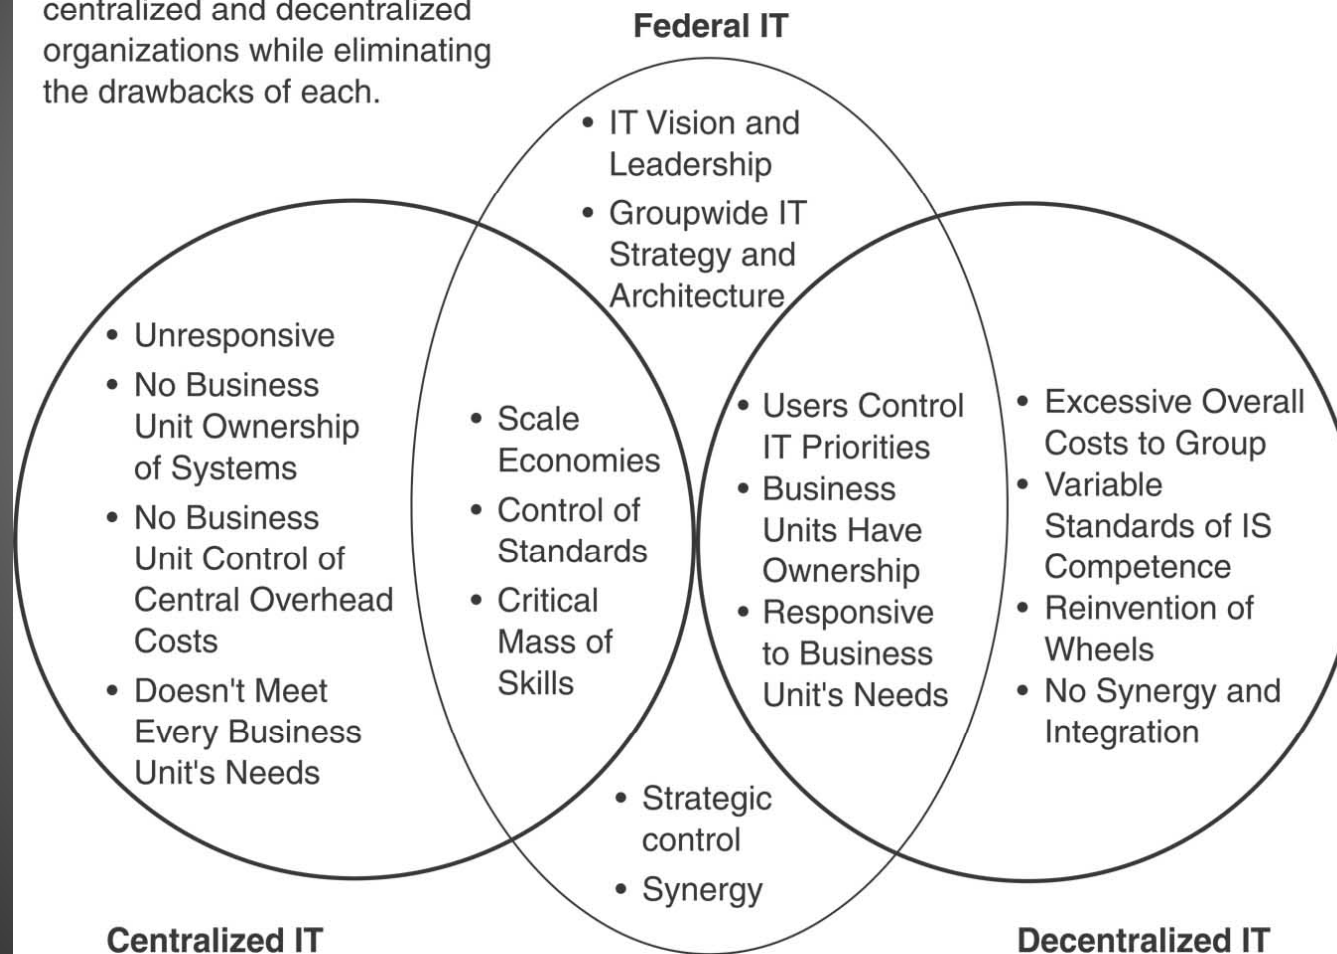 centralized and decentralized
organizations while eliminating
the drawbacks of each.
Federal IT
• IT Vision and
Leadership
• Groupwide IT
Strategy and
Architecture
• Unresponsive
• No Business
Unit Ownership
of Systems
• No Business
Unit Control of
Central Overhead
Costs
• Doesn't Meet
Every Business
Unit's Needs
• Scale
Economies
• Control of
Standards
• Critical
Mass of
Skills
• Users Control
IT Priorities
• Business
Units Have
Ownership
• Responsive
to Business
Unit's Needs
• Excessive Overall
Costs to Group
• Variable
Standards of IS
Competence
• Reinvention of
Wheels
• No Synergy and
Integration
• Strategic
control
• Synergy
Centralized IT
Decentralized IT